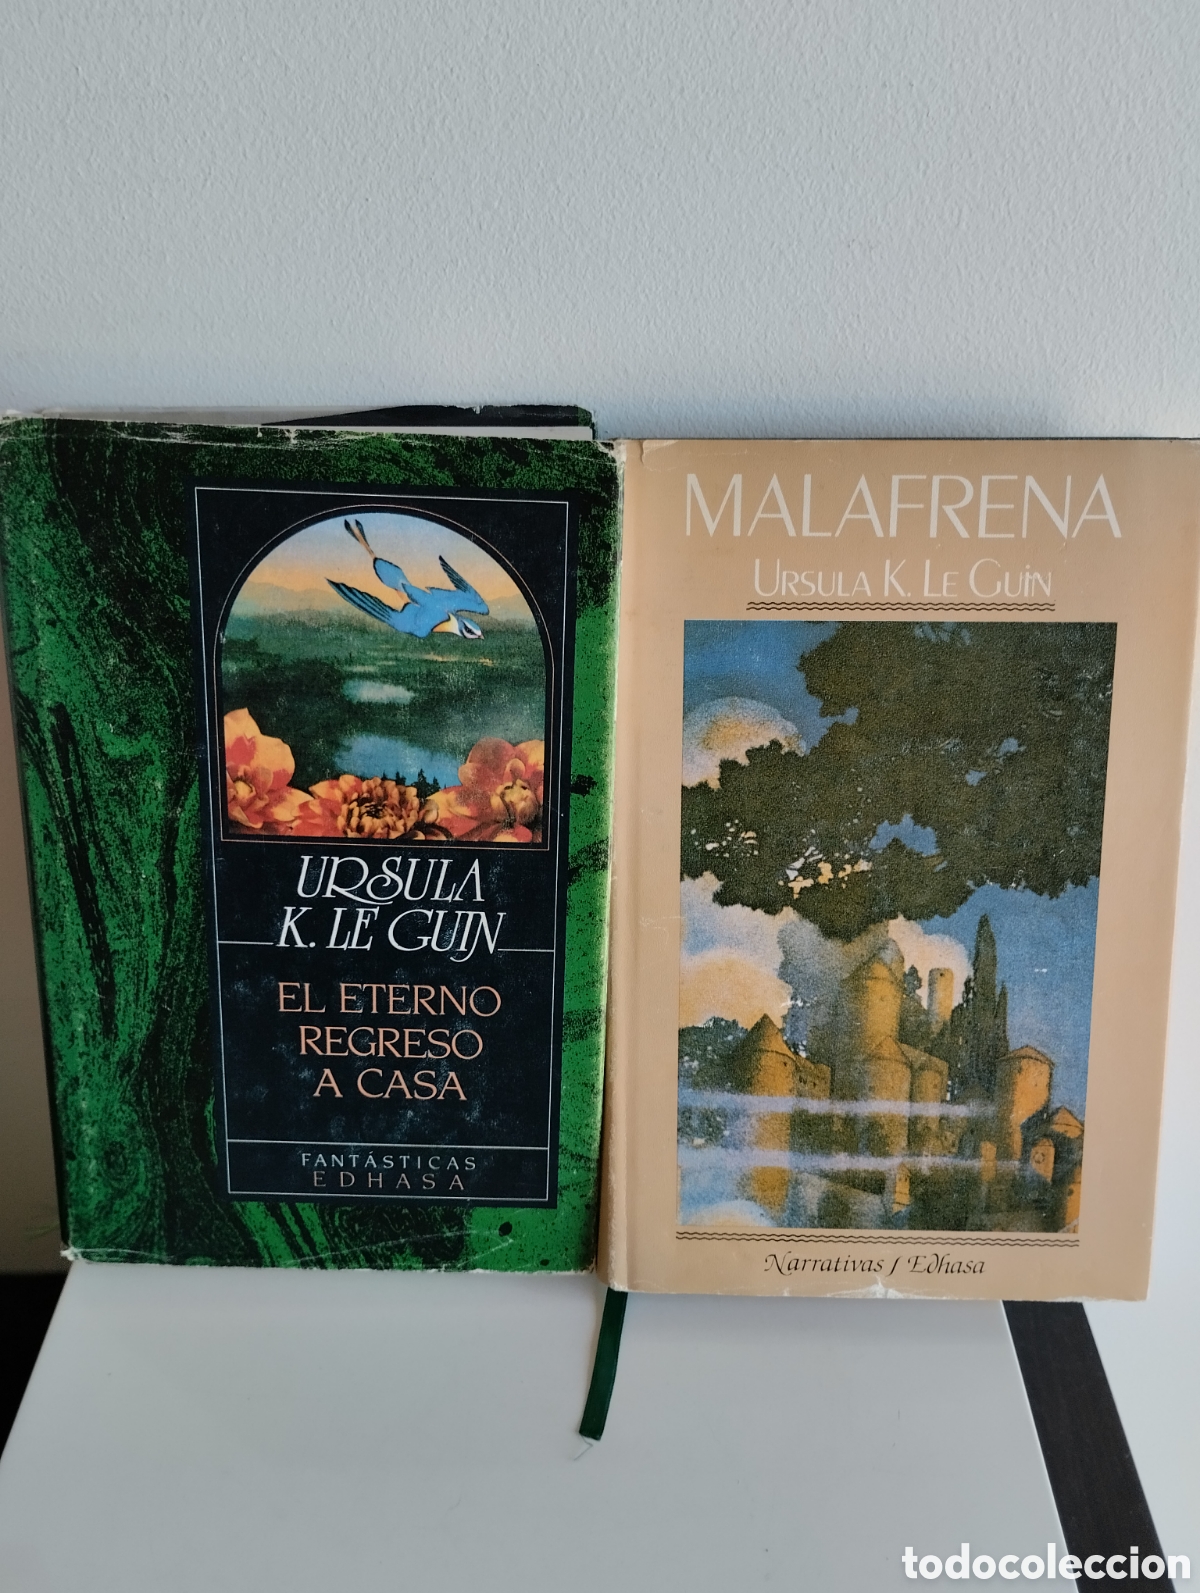 URSULA
K. LE GUIN
EL ETERNO
REGRESO
A CASA
FANTÁSTICAS
EDHASA
MALAFRENA
URSULA K. LE GUIN
Narrativas / Edhasa
todocoleccion